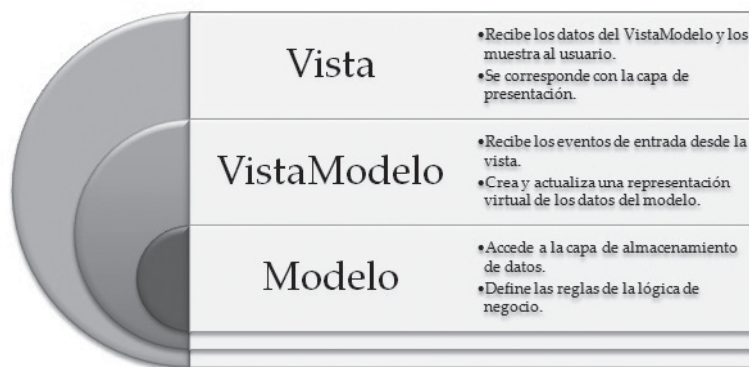 Vista
•Recibe los datos del VistaModelo y los
muestra al usuario.
•Se corresponde con la capa de
presentación.
VistaModelo
•Recibe los eventos de entrada desde la
vista.
•Crea y actualiza una representación
virtual de los datos del modelo.
Modelo
•Accede a la capa de almacenamiento
de datos.
•Define las reglas de la lógica de
negocio.